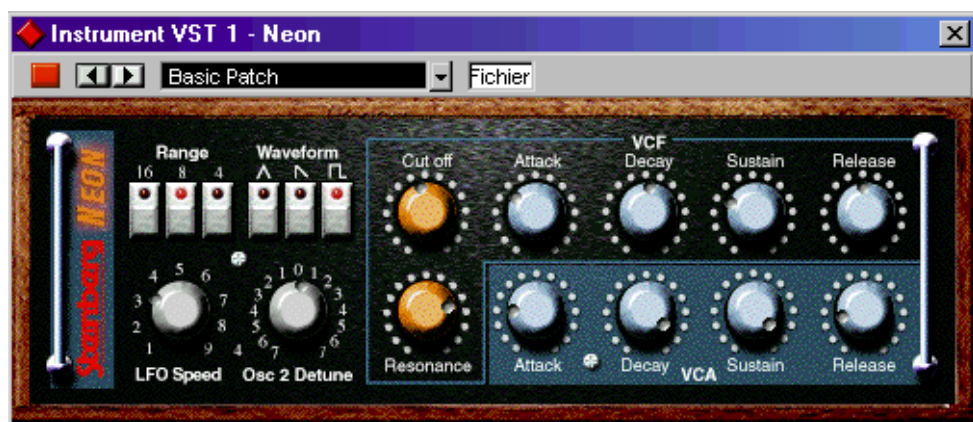 Instrument VST 1 - Neon
Basic Patch
Fichier
Steinberg NEON
Range
16 8 4
Waveform
LFO Speed
1 2 3 4 5 6 7 8 9
Osc 2 Detune
4 7 6 5 4 3 2 1 0 1 2 3 4 5 6 7
VCF
Cut off
Attack
Decay
Sustain
Release
Resonance
Attack
Decay
VCA
Sustain
Release